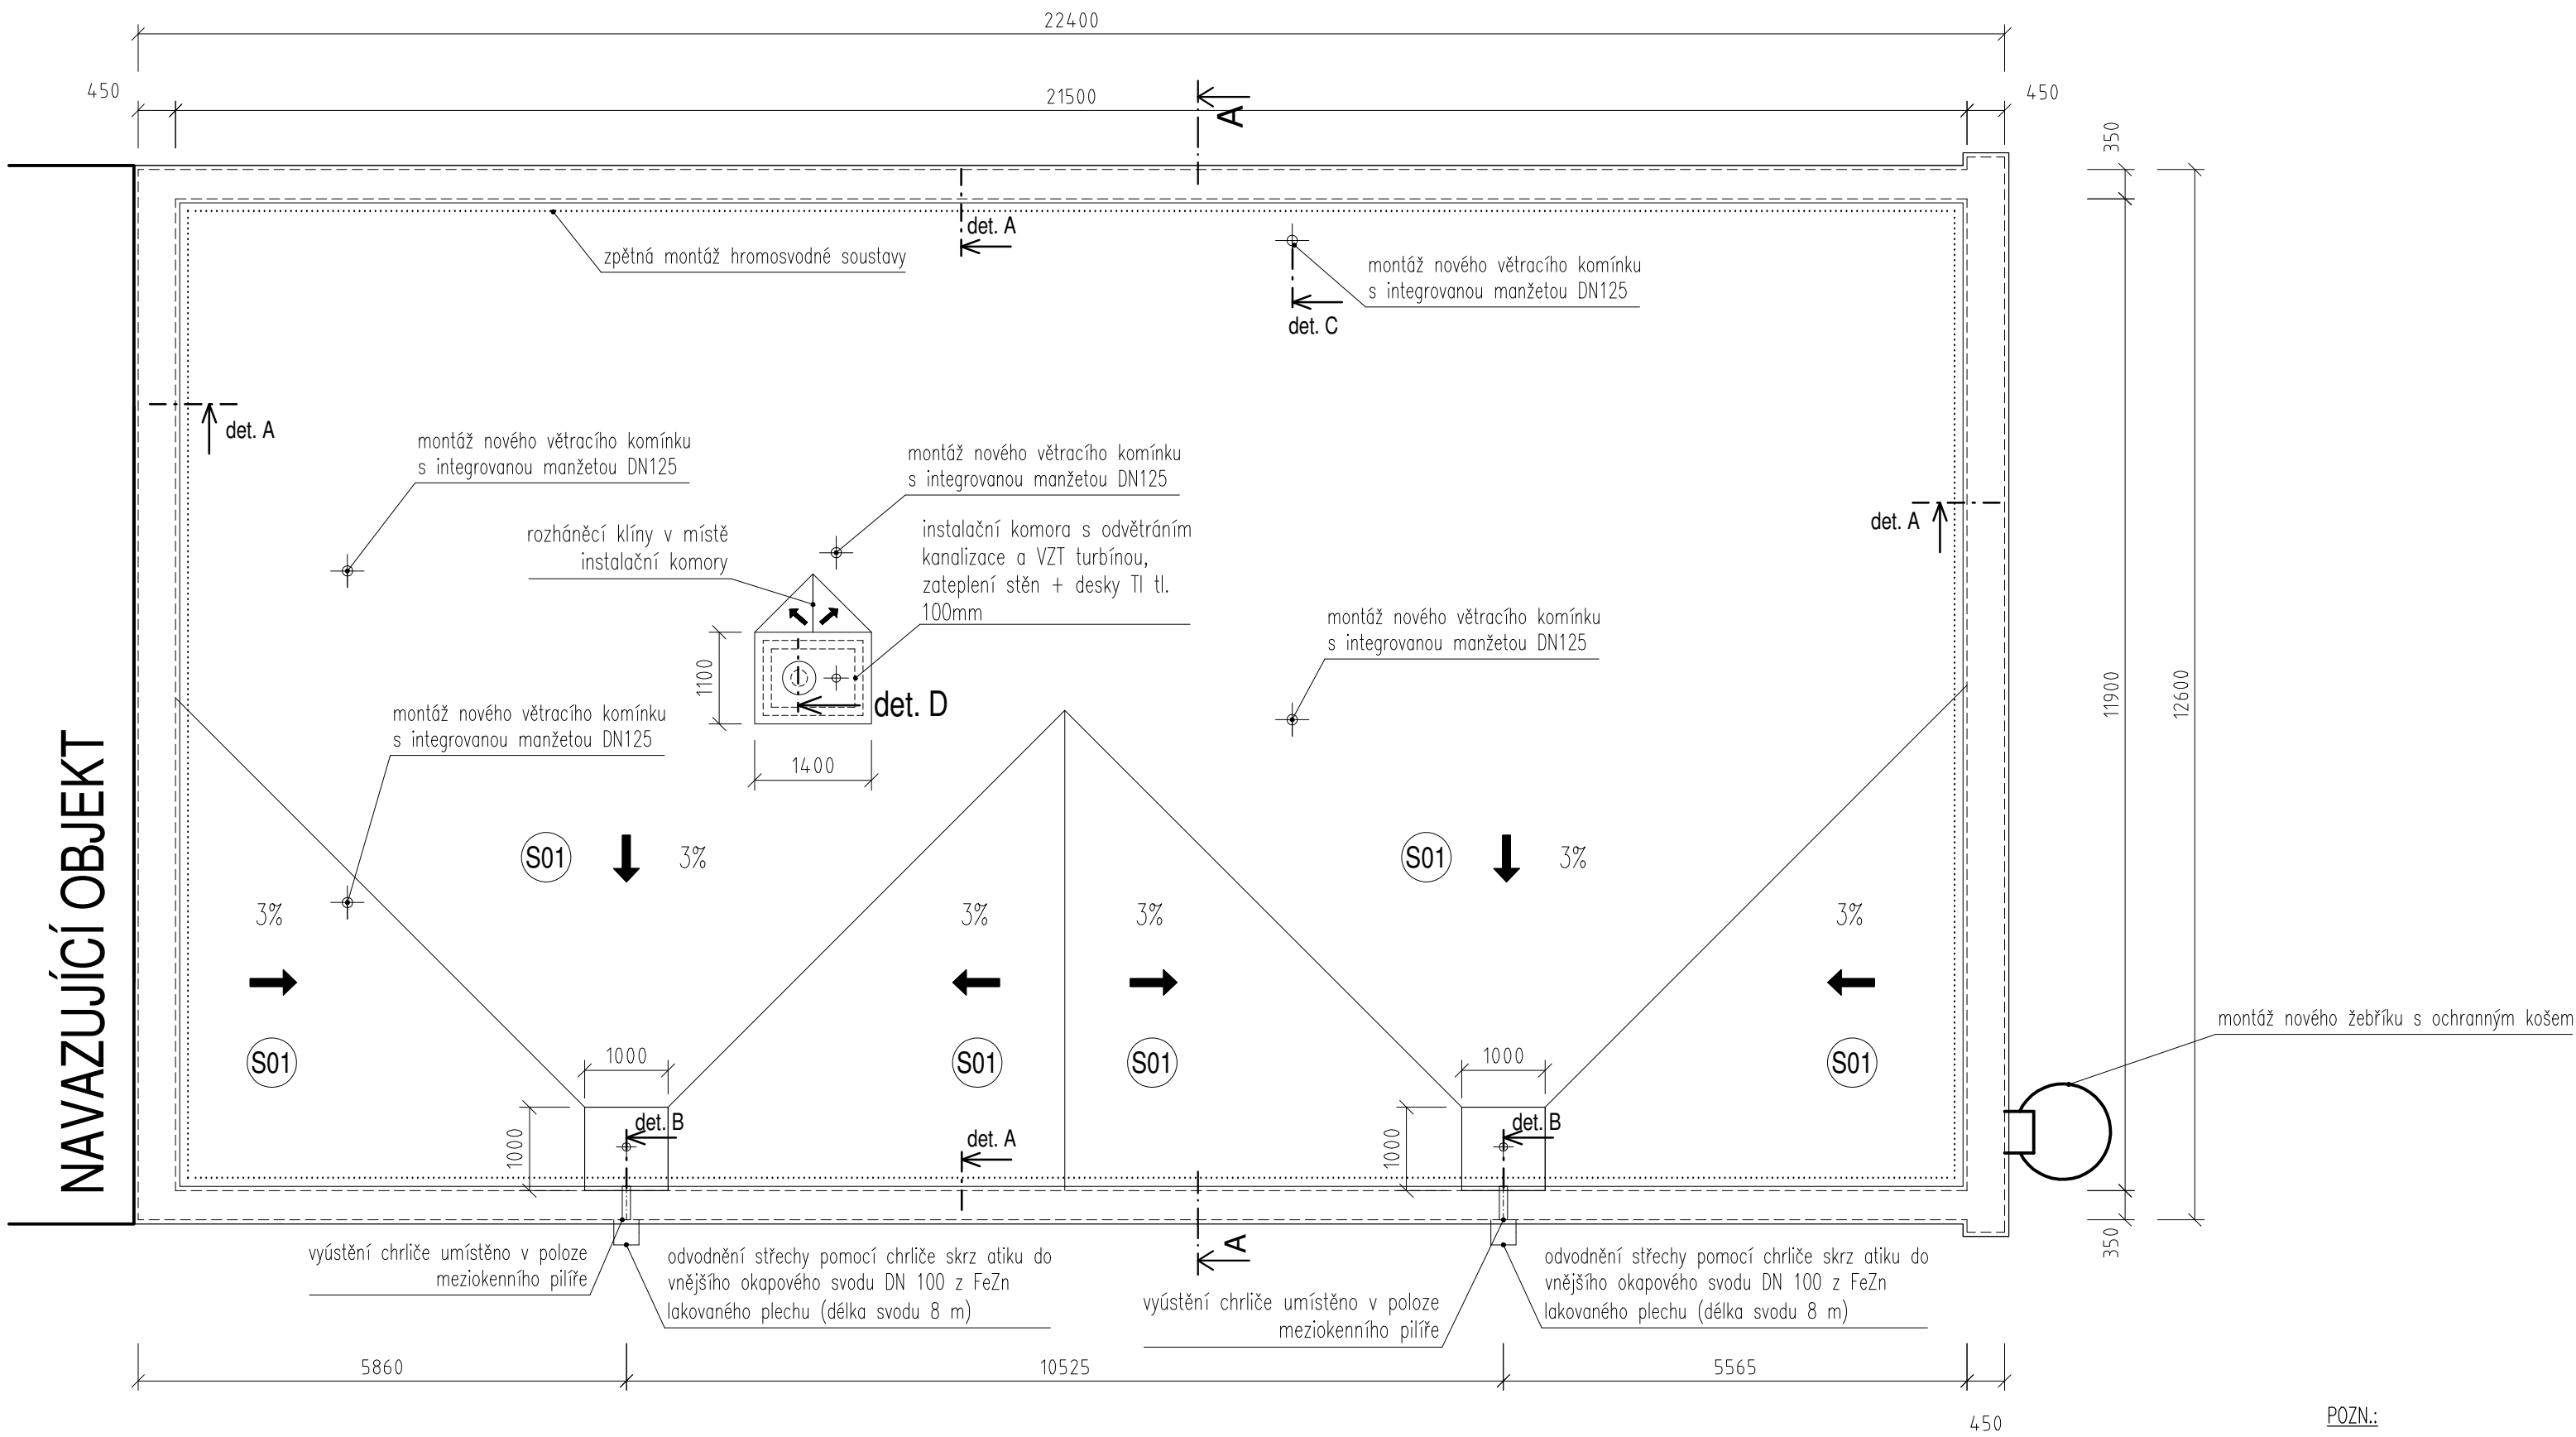 22400
450
21500
450
A
350
det. A
zpětná montáž hromosvodné soustavy
montáž nového větracího komínku
s integrovanou manžetou DN125
det. C
det. A
montáž nového větracího komínku
s integrovanou manžetou DN125
montáž nového větracího komínku
s integrovanou manžetou DN125
rozháněcí klíny v místě
instalační komory
instalační komora s odvětráním
kanalizace a VZT turbínou,
zateplení stěn + desky TI tl.
100mm
det. A
montáž nového větracího komínku
s integrovanou manžetou DN125
1100
det. D
1400
11900
12600
montáž nového větracího komínku
s integrovanou manžetou DN125
NAVAZUJÍCÍ OBJEKT
S01
3%
S01
3%
3%
3%
3%
3%
S01
S01
S01
S01
1000
1000
montáž nového žebříku s ochranným košem
1000
det. B
det. A
1000
det. B
350
vyústění chrliče umístěno v poloze
meziokenního pilíře
odvodnění střechy pomocí chrliče skrz atiku do
vnějšího okapového svodu DN 100 z FeZn
lakovaného plechu (délka svodu 8 m)
A
vyústění chrliče umístěno v poloze
meziokenního pilíře
odvodnění střechy pomocí chrliče skrz atiku do
vnějšího okapového svodu DN 100 z FeZn
lakovaného plechu (délka svodu 8 m)
5860
10525
5565
450
POZN.: